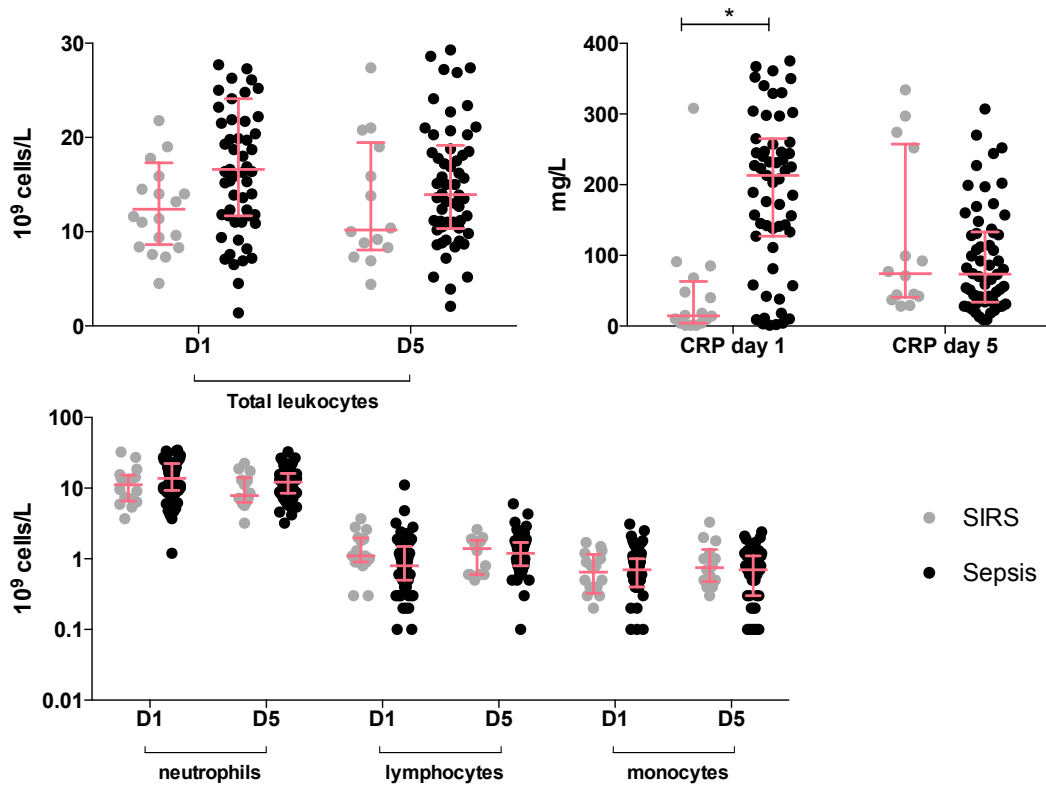 *
30
20
10
0
10⁹ cells/L
D1
D5
Total leukocytes
400
300
200
100
0
mg/L
CRP day 1
CRP day 5
100
10
1
0.1
0.01
10⁹ cells/L
D1
D5
D1
D5
D1
D5
neutrophils
lymphocytes
monocytes
SIRS
Sepsis